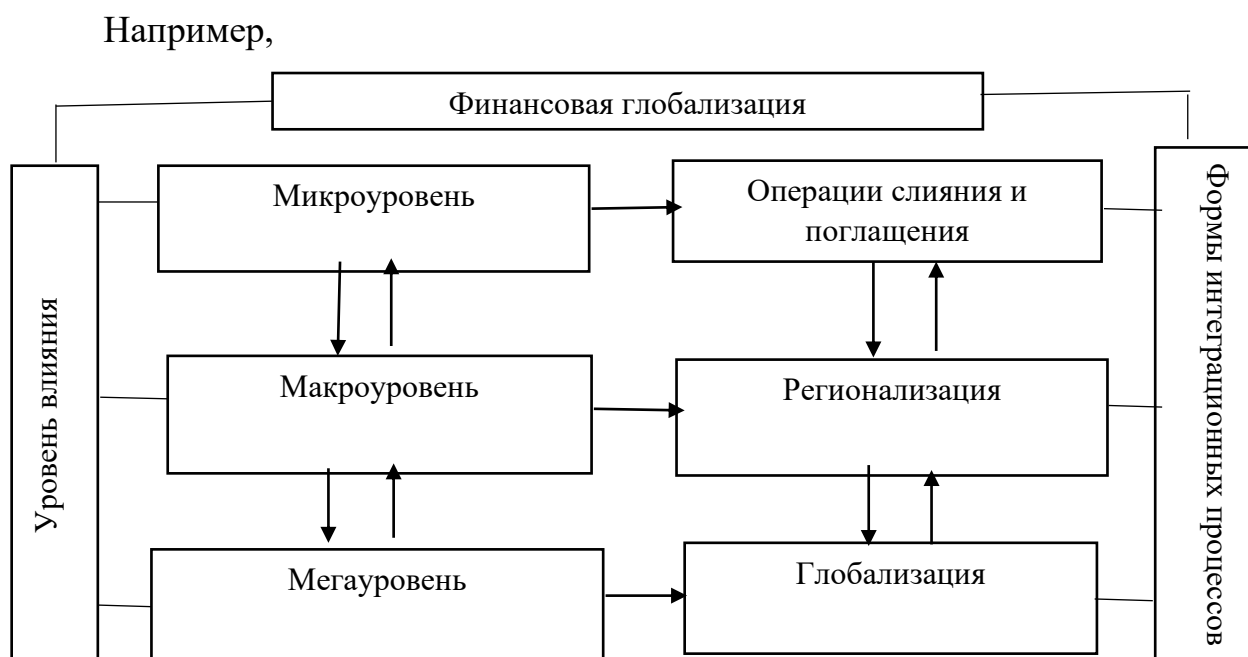 Например,
Финансовая глобализация
Уровень влияния
Микроуровень
Операции слияния и
поглащения
Макроуровень
Регионализация
Мегауровень
Глобализация
Формы интеграционных процессов